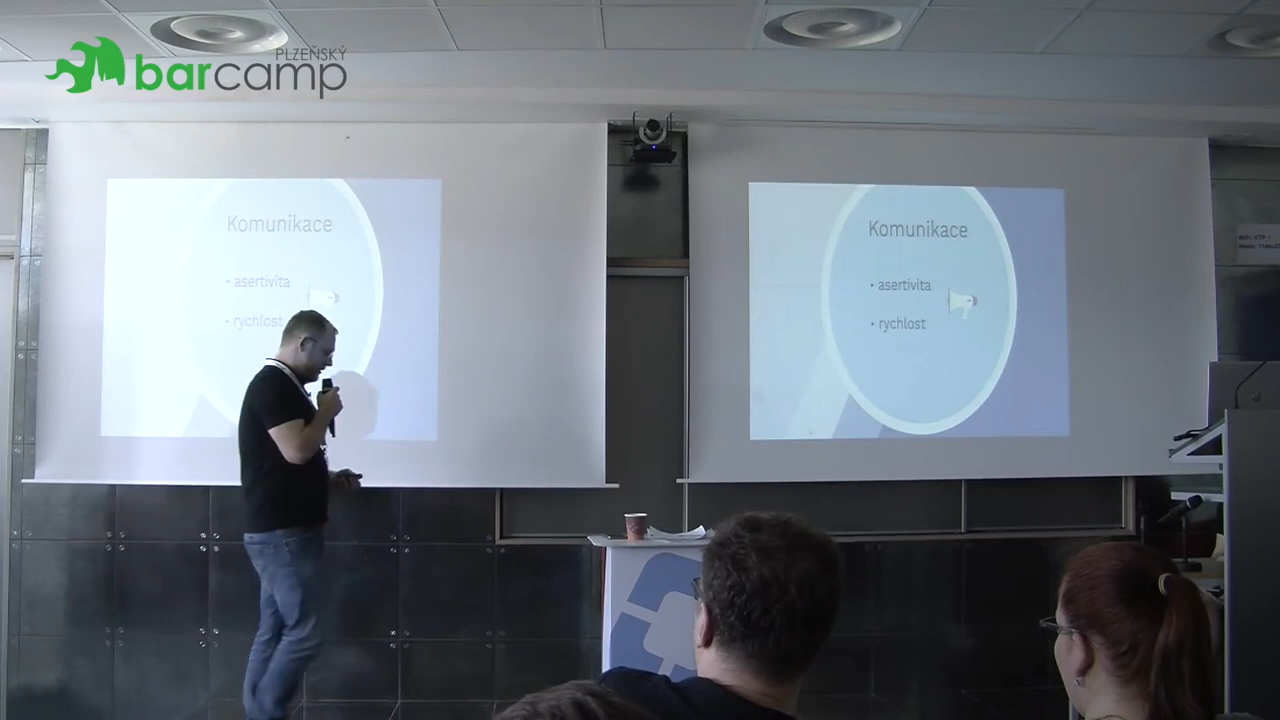 PLZEŇSKÝ
barcamp
Komunikace
• asertivita
• rychlost
Komunikace
• asertivita
• rychlost